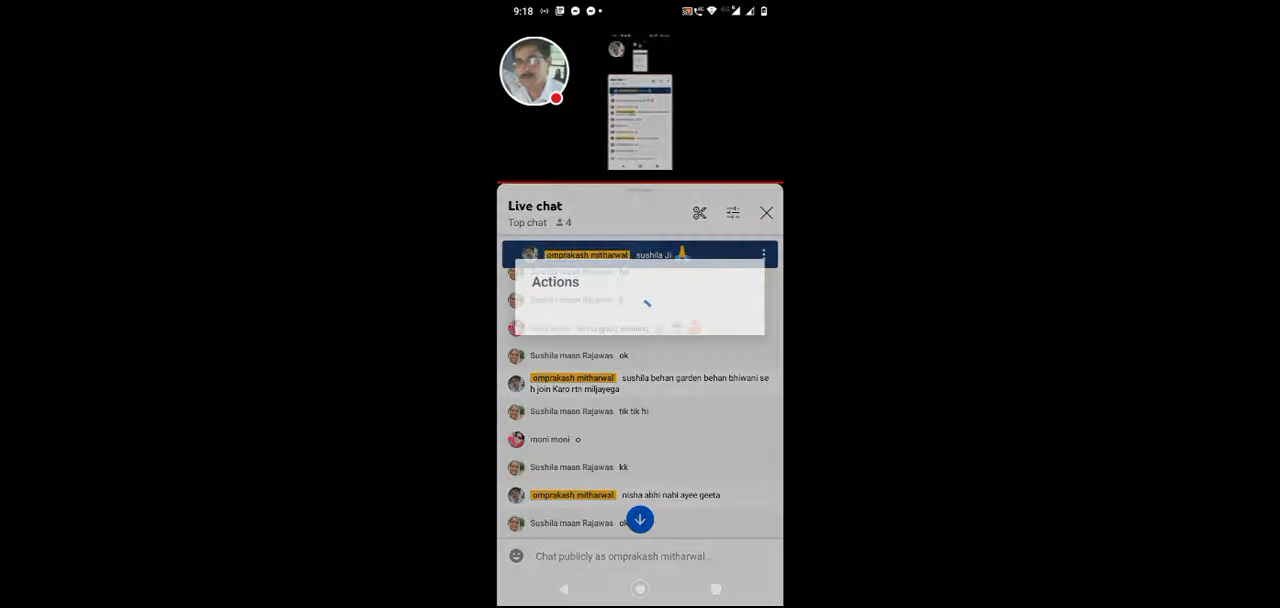 9:18
Live chat
Top chat 4
omprakash mitharwal sushila Ji
Actions
Sushila maan Rajawas ok
omprakash mitharwal sushila behan garden behan bhiwani se
h join Karo rtn miljayega
Sushila maan Rajawas tik tik hi
moni moni o
Sushila maan Rajawas kk
omprakash mitharwal nisha abhi nahI ayee geeta
Sushila maan Rajawas
Chat publicly as omprakash mitharwal...